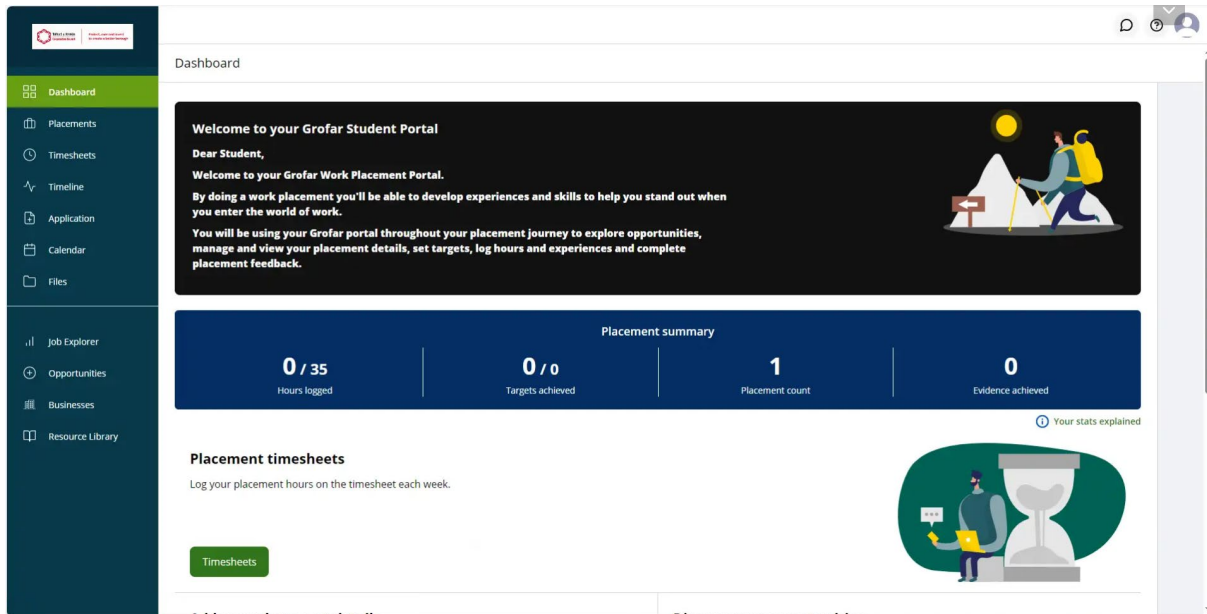 Dashboard
Dashboard
Placements
Timesheets
Timeline
Application
Calendar
Files
Job Explorer
Opportunities
Businesses
Resource Library
Welcome to your Grofar Student Portal
Dear Student,
Welcome to your Grofar Work Placement Portal.
By doing a work placement you'll be able to develop experiences and skills to help you stand out when
you enter the world of work.
You will be using your Grofar portal throughout your placement journey to explore opportunities,
manage and view your placement details, set targets, log hours and experiences and complete
placement feedback.
Placement summary
0 / 35
Hours logged
0 / 0
Targets achieved
1
Placement count
0
Evidence achieved
Your stats explained
Placement timesheets
Log your placement hours on the timesheet each week.
Timesheets